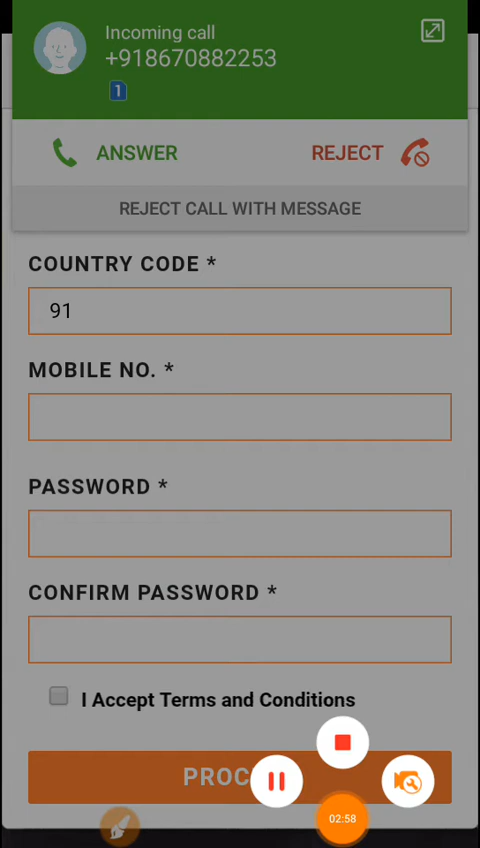 Incoming call
+918670882253
1
ANSWER REJECT
REJECT CALL WITH MESSAGE
COUNTRY CODE *
91
MOBILE NO. *
PASSWORD *
CONFIRM PASSWORD *
I Accept Terms and Conditions
PROC
02:58